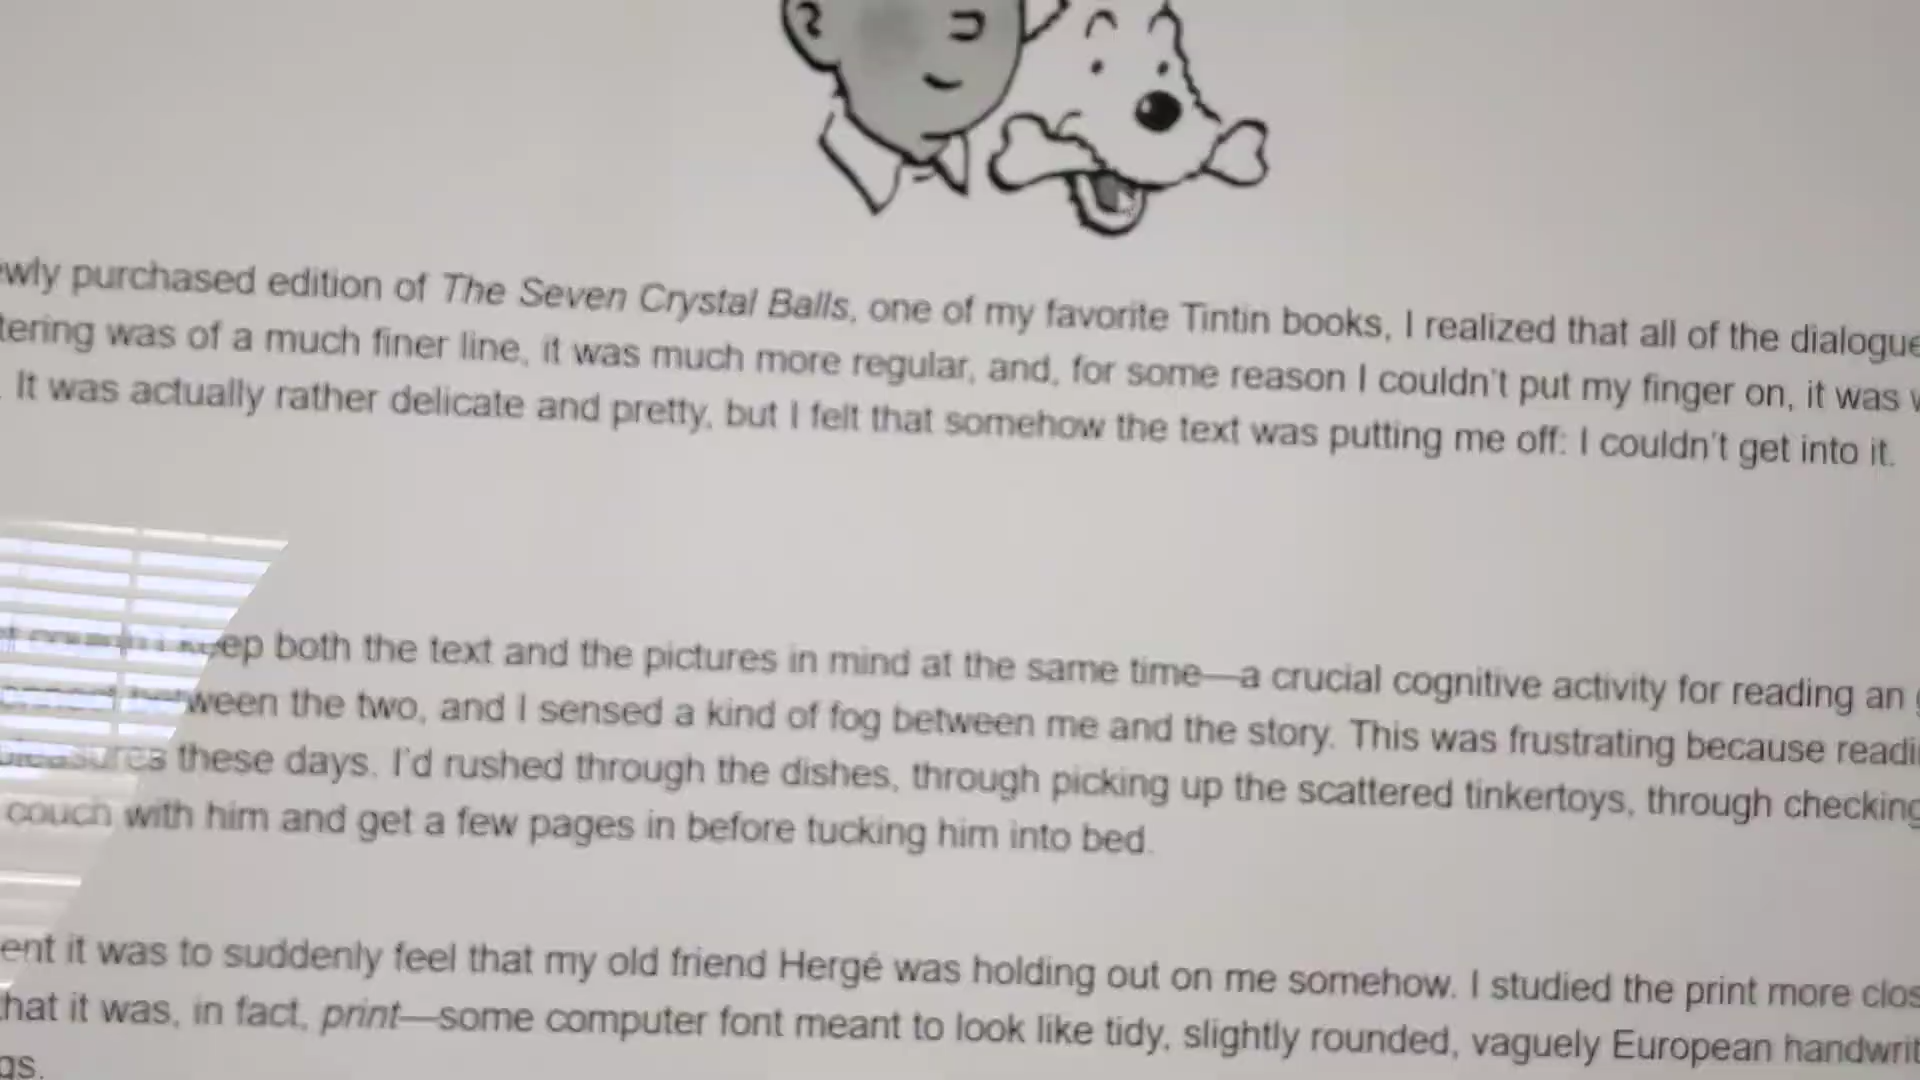 purchased edition of The Seven Crystal Balls, one of my favorite Tintin books, I realized that all of the dialogue
was of a much finer line, it was much more regular, and, for some reason I couldn't put my finger on, it was
It was actually rather delicate and pretty, but I felt that somehow the text was putting me off: I couldn't get into it.
both the text and the pictures in mind at the same time—a crucial cognitive activity for reading an
between the two, and I sensed a kind of fog between me and the story. This was frustrating because
pleasures these days. I'd rushed through the dishes, through picking up the scattered tinkertoys, through checking
couch with him and get a few pages in before tucking him into bed.
it was to suddenly feel that my old friend Hergé was holding out on me somehow. I studied the print more
that it was, in fact, print—some computer font meant to look like tidy, slightly rounded, vaguely European